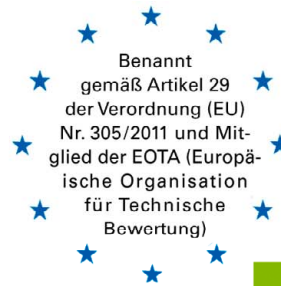 Benannt
gemäß Artikel 29
der Verordnung (EU)
Nr. 305/2011 und Mit-
glied der EOTA (Europä-
ische Organisation
für Technische
Bewertung)